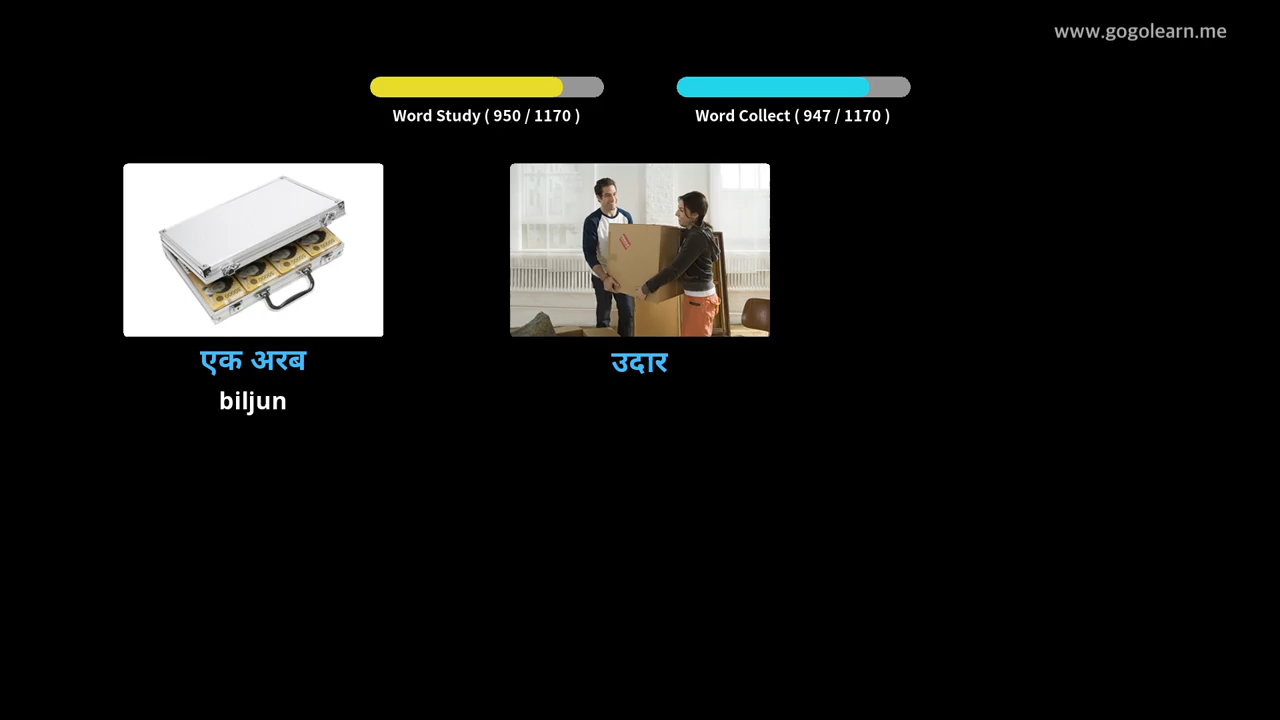 www.gogolearn.me
Word Study ( 950 / 1170 )
Word Collect ( 947 / 1170 )
एक अरब
biljun
उदार